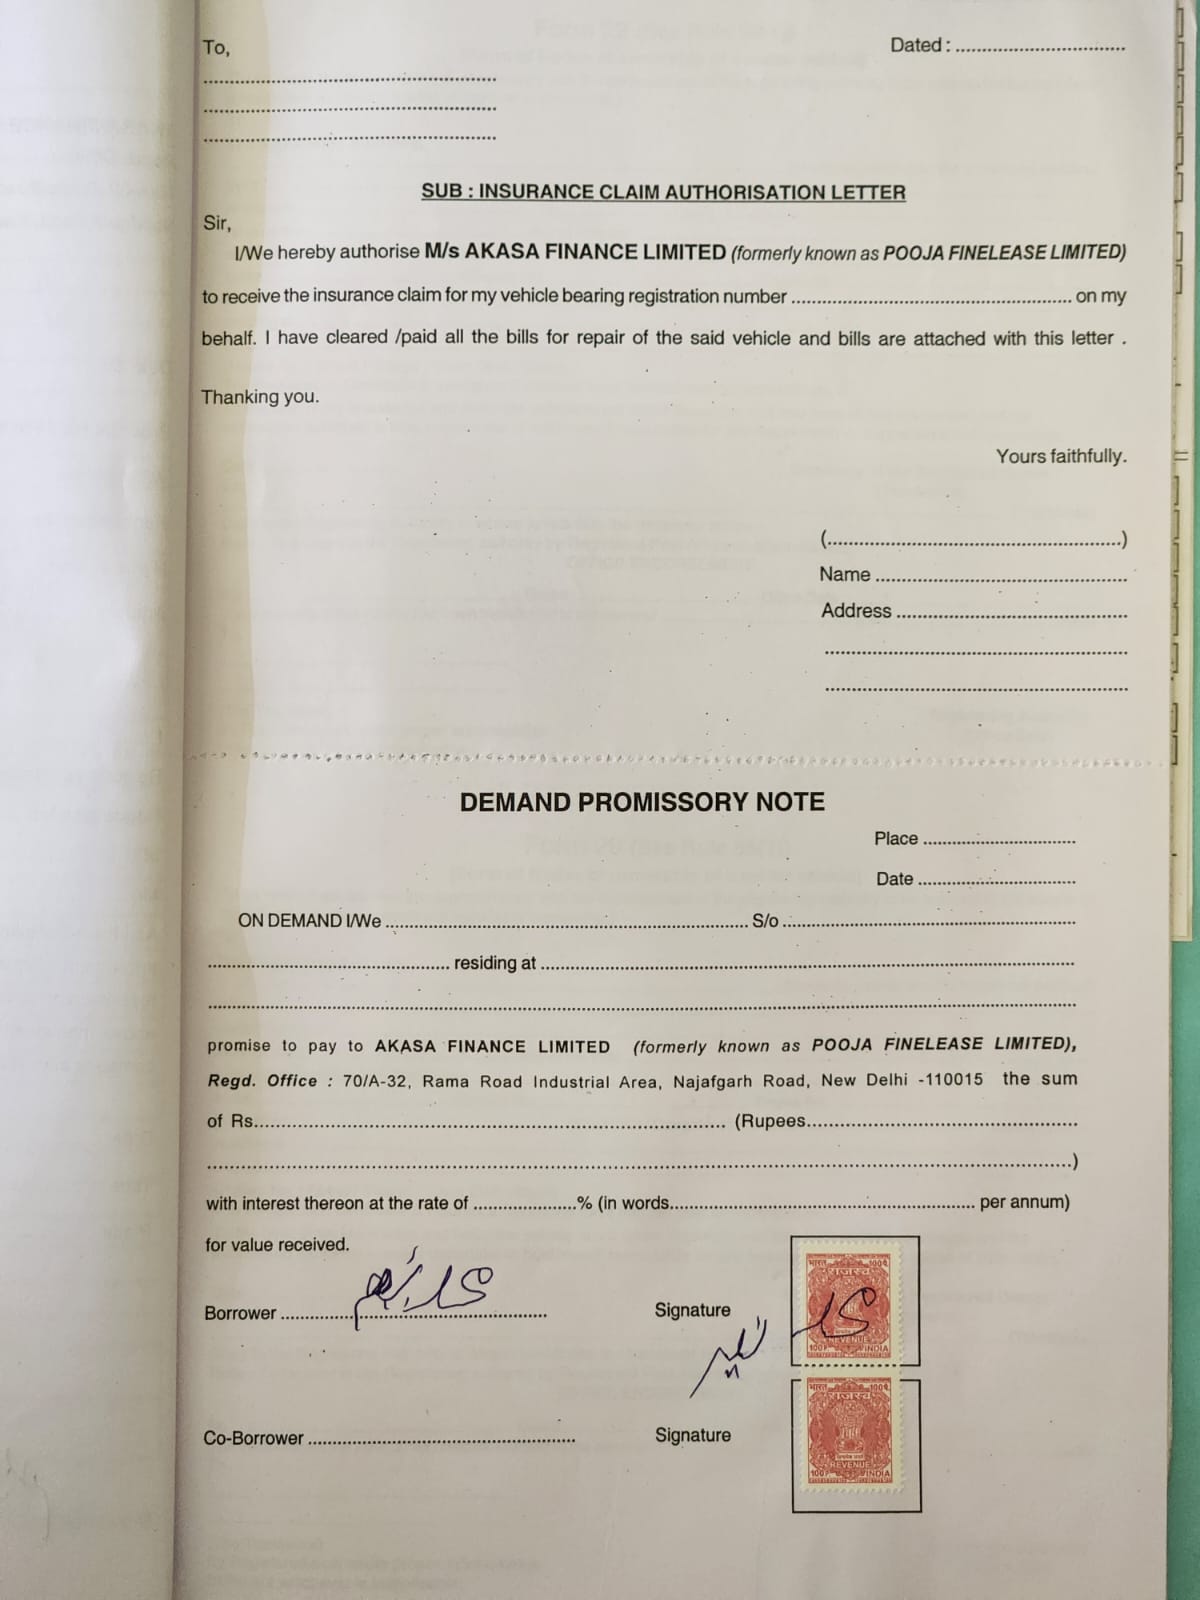 To,
Dated : ................................
........................................................
........................................................
........................................................
SUB : INSURANCE CLAIM AUTHORISATION LETTER
Sir,
I/We hereby authorise M/s AKASA FINANCE LIMITED (formerly known as POOJA FINELEASE LIMITED)
to receive the insurance claim for my vehicle bearing registration number ........................................................ on my
behalf. I have cleared /paid all the bills for repair of the said vehicle and bills are attached with this letter .
Thanking you.
Yours faithfully.
(........................................................)
Name ................................................
Address ............................................
........................................................
........................................................
DEMAND PROMISSORY NOTE
Place ..............................
Date ..............................
ON DEMAND I/We ........................................................ S/o ........................................................
................................................ residing at ........................................................
........................................................
promise to pay to AKASA FINANCE LIMITED (formerly known as POOJA FINELEASE LIMITED),
Regd. Office : 70/A-32, Rama Road Industrial Area, Najafgarh Road, New Delhi -110015 the sum
of Rs........................................................ (Rupees........................................................
........................................................)
with interest thereon at the rate of .....................% (in words........................................................ per annum)
for value received.
Borrower ........................................................
Signature
भारत 100
राजस्व
REVENUE
100 INDIA
Co-Borrower ........................................................
Signature
भारत 100
राजस्व
REVENUE
100 INDIA